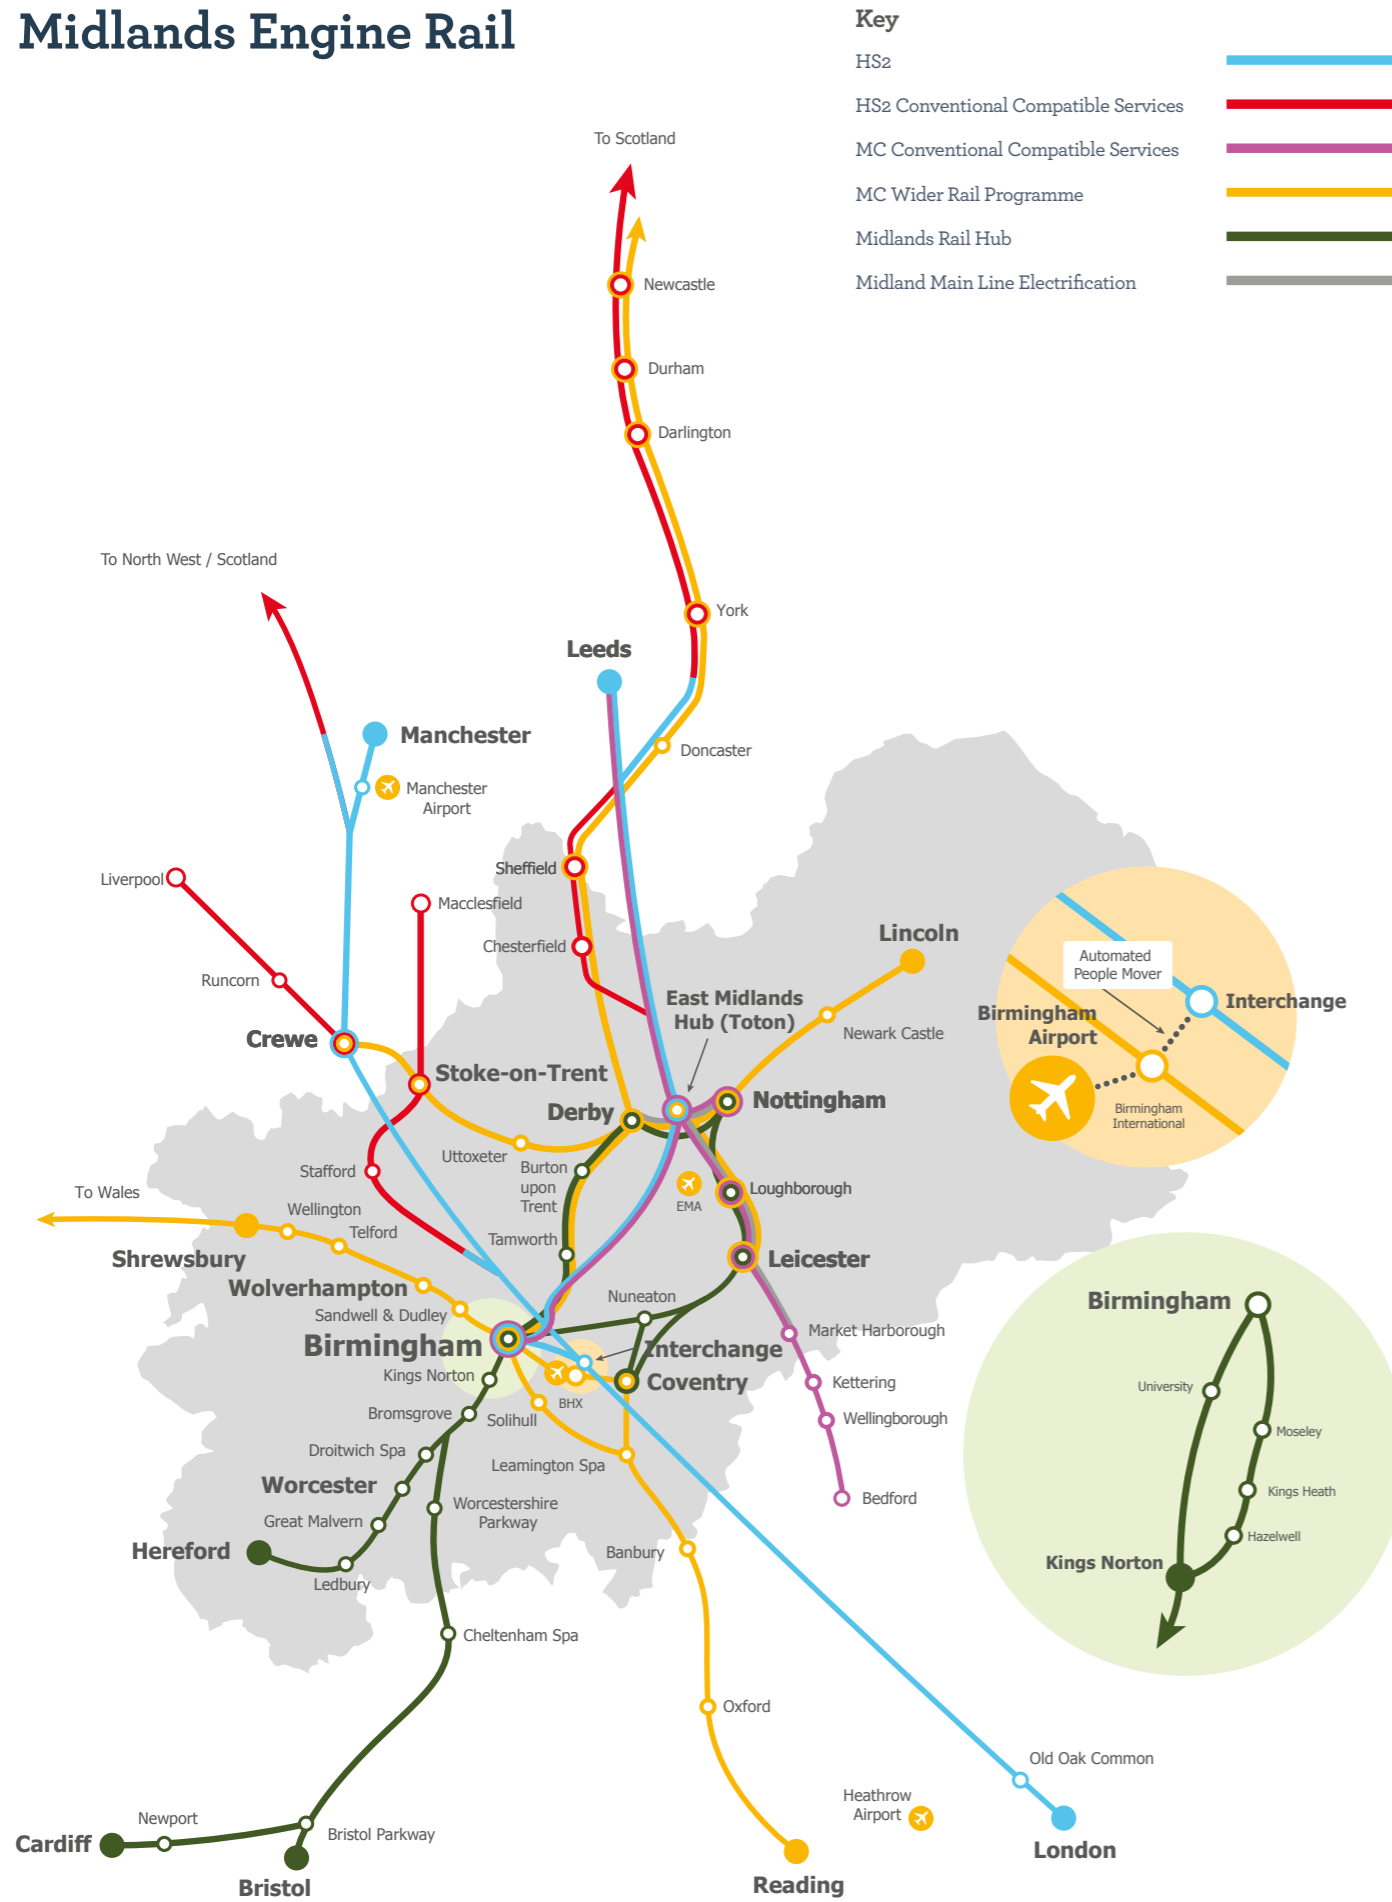 Midlands Engine Rail
Key
HS2
HS2 Conventional Compatible Services
MC Conventional Compatible Services
MC Wider Rail Programme
Midlands Rail Hub
Midland Main Line Electrification
To Scotland
Newcastle
Durham
Darlington
To North West / Scotland
York
Leeds
Manchester
Doncaster
Manchester
Airport
Sheffield
Liverpool
Macclesfield
Chesterfield
Lincoln
Runcorn
East Midlands
Hub (Toton)
Newark Castle
Crewe
Stoke-on-Trent
Derby
Nottingham
Uttoxeter
Burton
upon
Trent
Stafford
EMA
Loughborough
To Wales
Wellington
Telford
Shrewsbury
Tamworth
Leicester
Wolverhampton
Nuneaton
Sandwell & Dudley
Market Harborough
Birmingham
Interchange
Kings Norton
BHX
Coventry
Kettering
Bromsgrove
Solihull
Wellingborough
Droitwich Spa
Leamington Spa
Worcester
Bedford
Worcestershire
Parkway
Great Malvern
Hereford
Ledbury
Banbury
Cheltenham Spa
Oxford
Old Oak Common
Heathrow
Airport
Newport
Bristol Parkway
Cardiff
London
Bristol
Reading
Automated
People Mover
Interchange
Birmingham
Airport
Birmingham
International
Birmingham
University
Moseley
Kings Heath
Hazelwell
Kings Norton